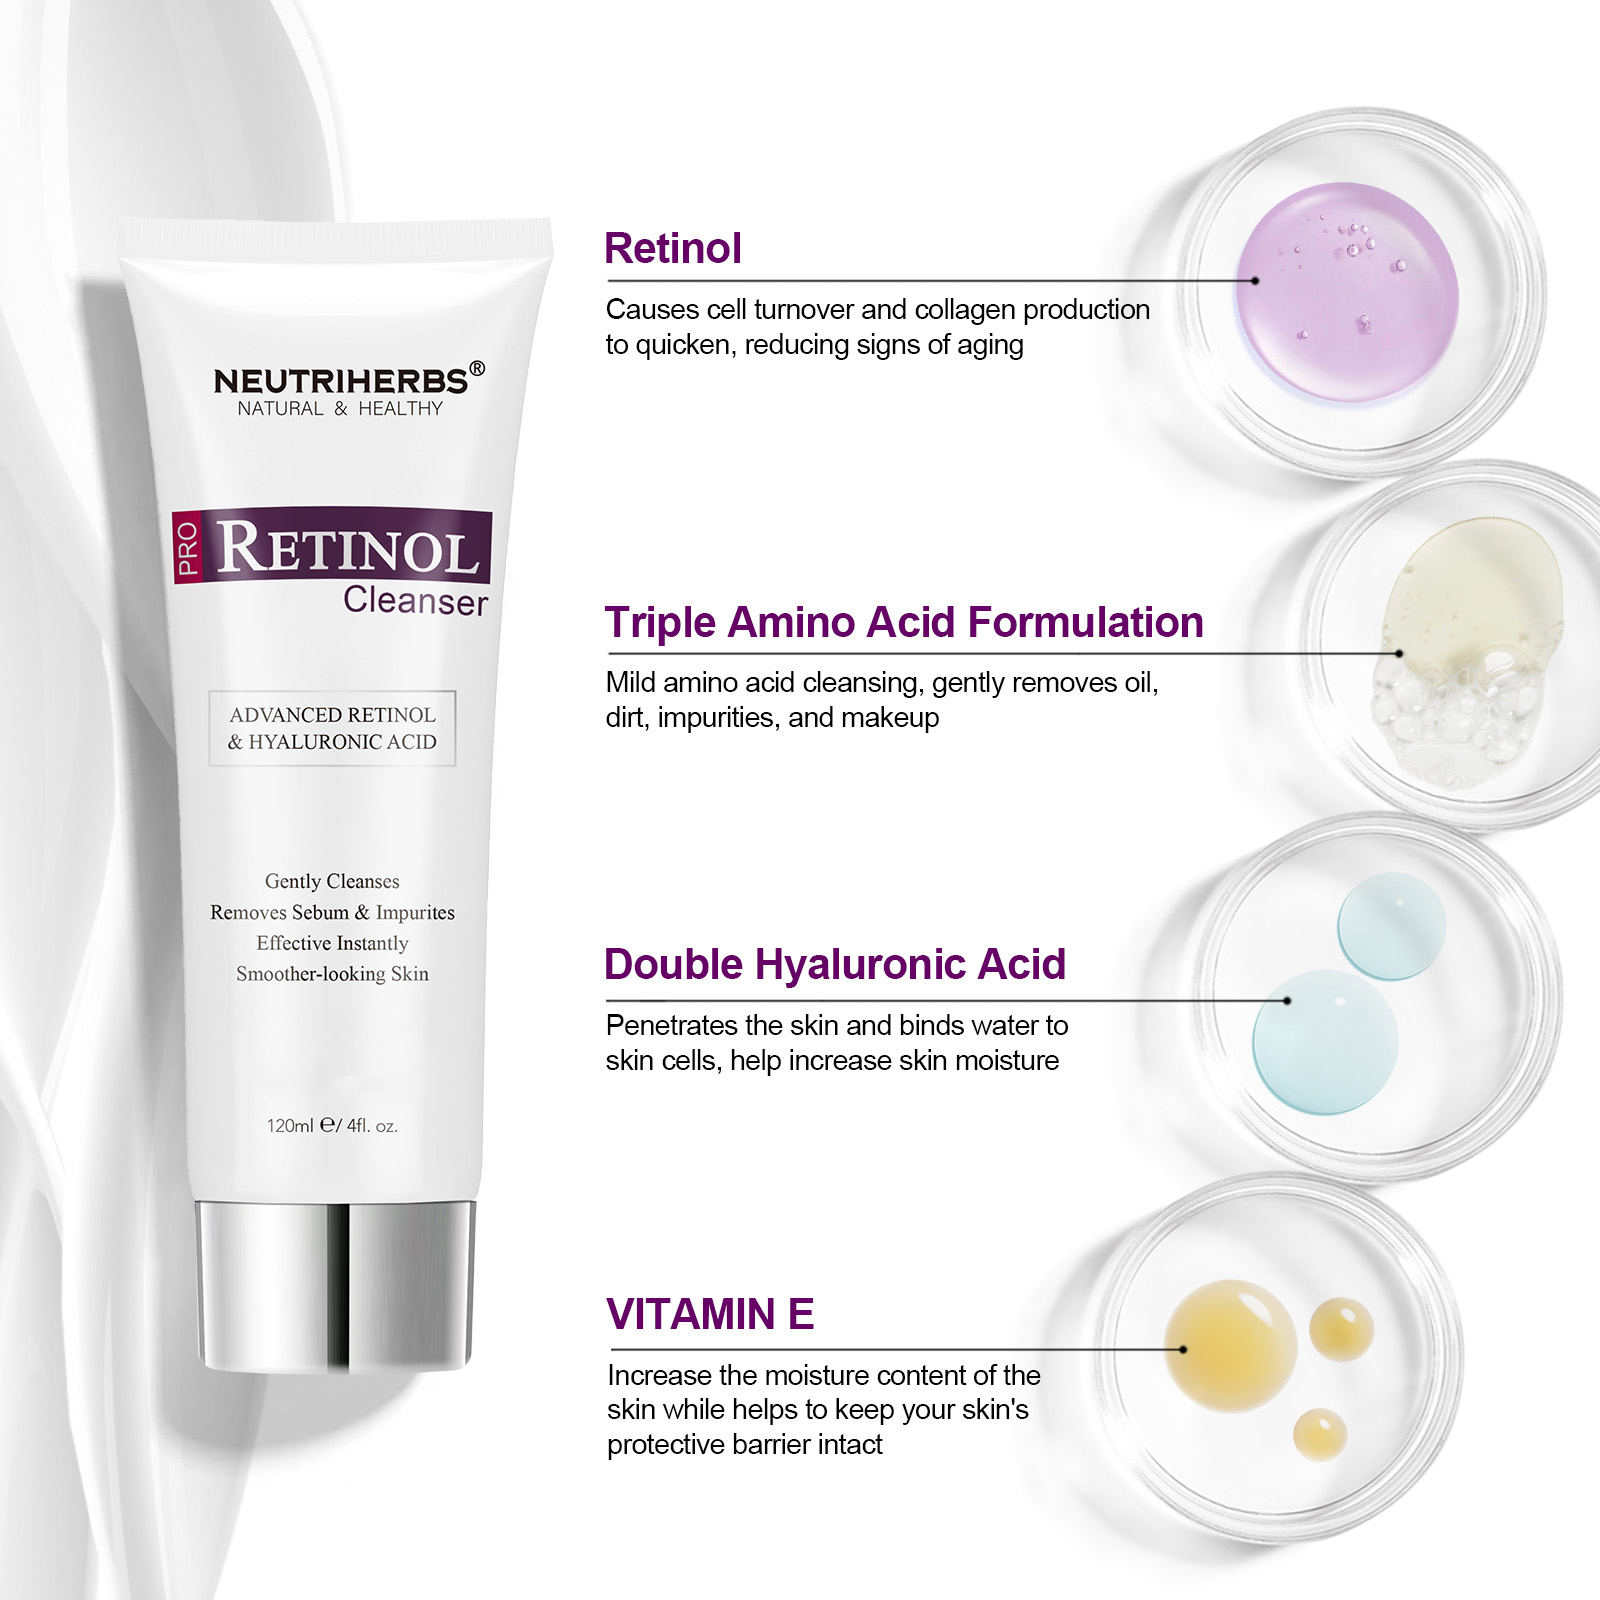 NEUTRIHERBS®
NATURAL & HEALTHY
PRO
RETINOL
Cleanser
ADVANCED RETINOL
& HYALURONIC ACID
Gently Cleanses
Removes Sebum & Impurites
Effective Instantly
Smoother-looking Skin
120ml ℮/ 4fl. oz.
Retinol
Causes cell turnover and collagen production
to quicken, reducing signs of aging
Triple Amino Acid Formulation
Mild amino acid cleansing, gently removes oil,
dirt, impurities, and makeup
Double Hyaluronic Acid
Penetrates the skin and binds water to
skin cells, help increase skin moisture
VITAMIN E
Increase the moisture content of the
skin while helps to keep your skin's
protective barrier intact